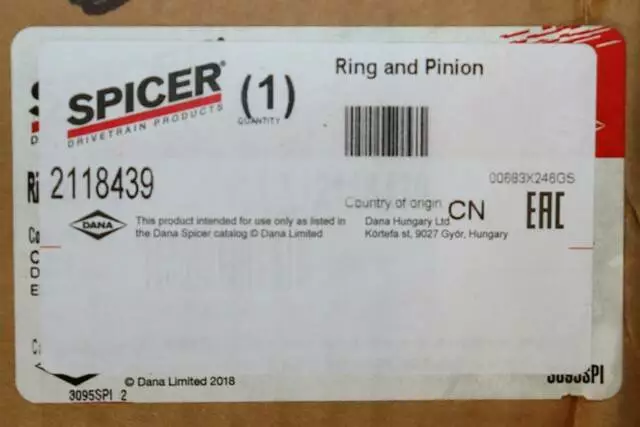 SPICER®
DRIVETRAIN PRODUCTS
(1)
QUANTITY
Ring and Pinion
2118439
00683X246GS
Country of origin: CN
EAC
DANA
This product intended for use only as listed in
the Dana Spicer catalog © Dana Limited
Dana Hungary Ltd.
Körtefa st, 9027 Győr, Hungary
© Dana Limited 2018
3095SPI 2
3095SPI